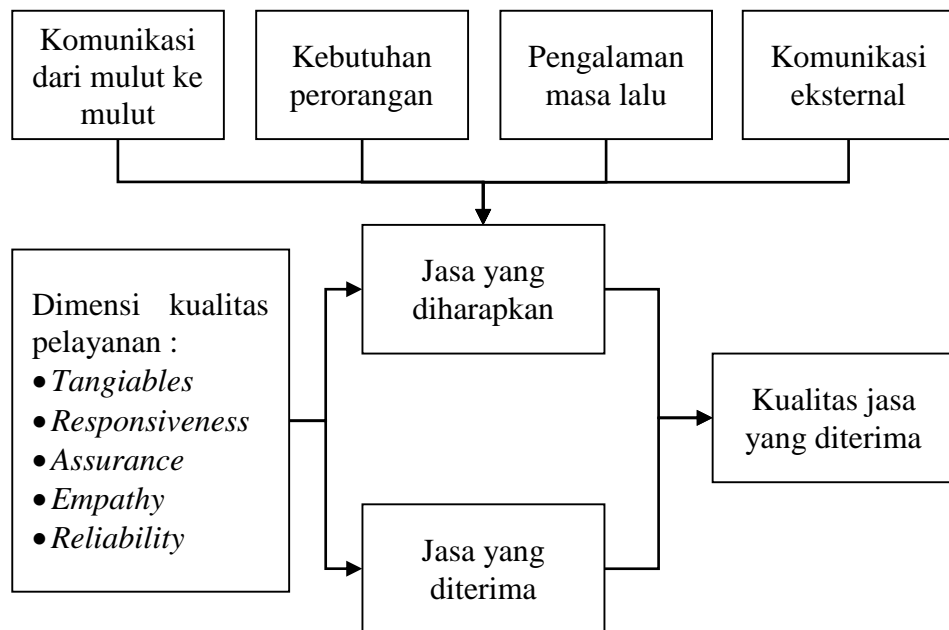 Komunikasi
dari mulut ke
mulut
Kebutuhan
perorangan
Pengalaman
masa lalu
Komunikasi
eksternal
Jasa yang
diharapkan
Dimensi kualitas
pelayanan :
• Tangiables
• Responsiveness
• Assurance
• Empathy
• Reliability
Kualitas jasa
yang diterima
Jasa yang
diterima